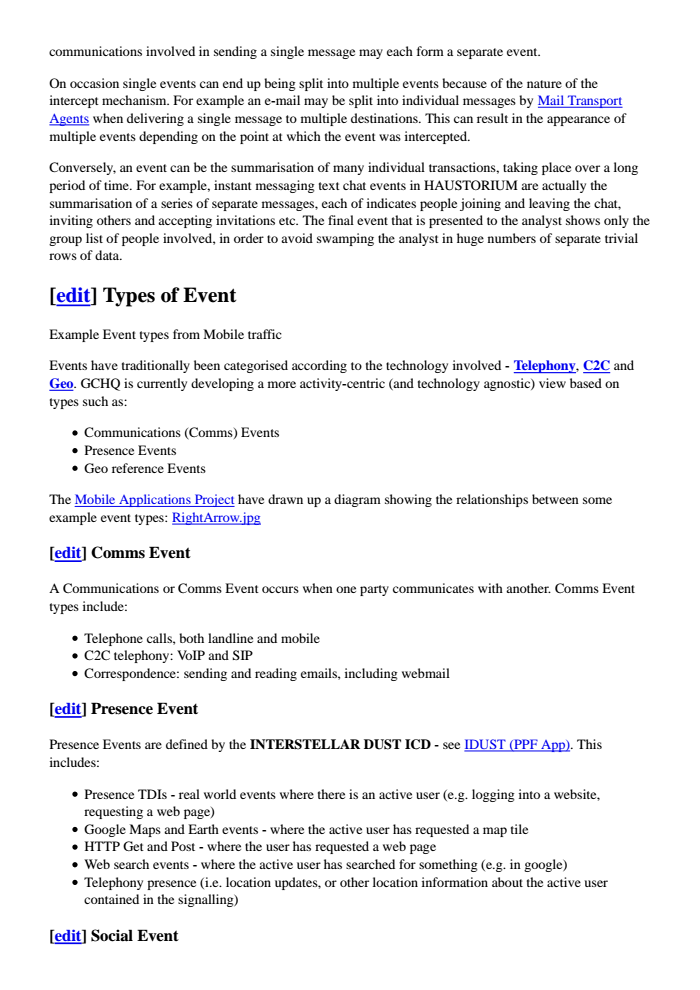 communications involved in sending a single message may each form a separate event.
On occasion single events can end up being split into multiple events because of the nature of the
intercept mechanism. For example an e-mail may be split into individual messages by Mail Transport
Agents when delivering a single message to multiple destinations. This can result in the appearance of
multiple events depending on the point at which the event was intercepted.
Conversely, an event can be the summarisation of many individual transactions, taking place over a long
period of time. For example, instant messaging text chat events in HAUSTORIUM are actually the
summarisation of a series of separate messages, each of indicates people joining and leaving the chat,
inviting others and accepting invitations etc. The final event that is presented to the analyst shows only the
group list of people involved, in order to avoid swamping the analyst in huge numbers of separate trivial
rows of data.
[edit] Types of Event
Example Event types from Mobile traffic
Events have traditionally been categorised according to the technology involved - Telephony, C2C and
Geo. GCHQ is currently developing a more activity-centric (and technology agnostic) view based on
types such as:
• Communications (Comms) Events
• Presence Events
• Geo reference Events
The Mobile Applications Project have drawn up a diagram showing the relationships between some
example event types: RightArrow.jpg
[edit] Comms Event
A Communications or Comms Event occurs when one party communicates with another. Comms Event
types include:
• Telephone calls, both landline and mobile
• C2C telephony: VoIP and SIP
• Correspondence: sending and reading emails, including webmail
[edit] Presence Event
Presence Events are defined by the INTERSTELLAR DUST ICD - see IDUST (PPF App). This
includes:
• Presence TDIs - real world events where there is an active user (e.g. logging into a website,
requesting a web page)
• Google Maps and Earth events - where the active user has requested a map tile
• HTTP Get and Post - where the user has requested a web page
• Web search events - where the active user has searched for something (e.g. in google)
• Telephony presence (i.e. location updates, or other location information about the active user
contained in the signalling)
[edit] Social Event